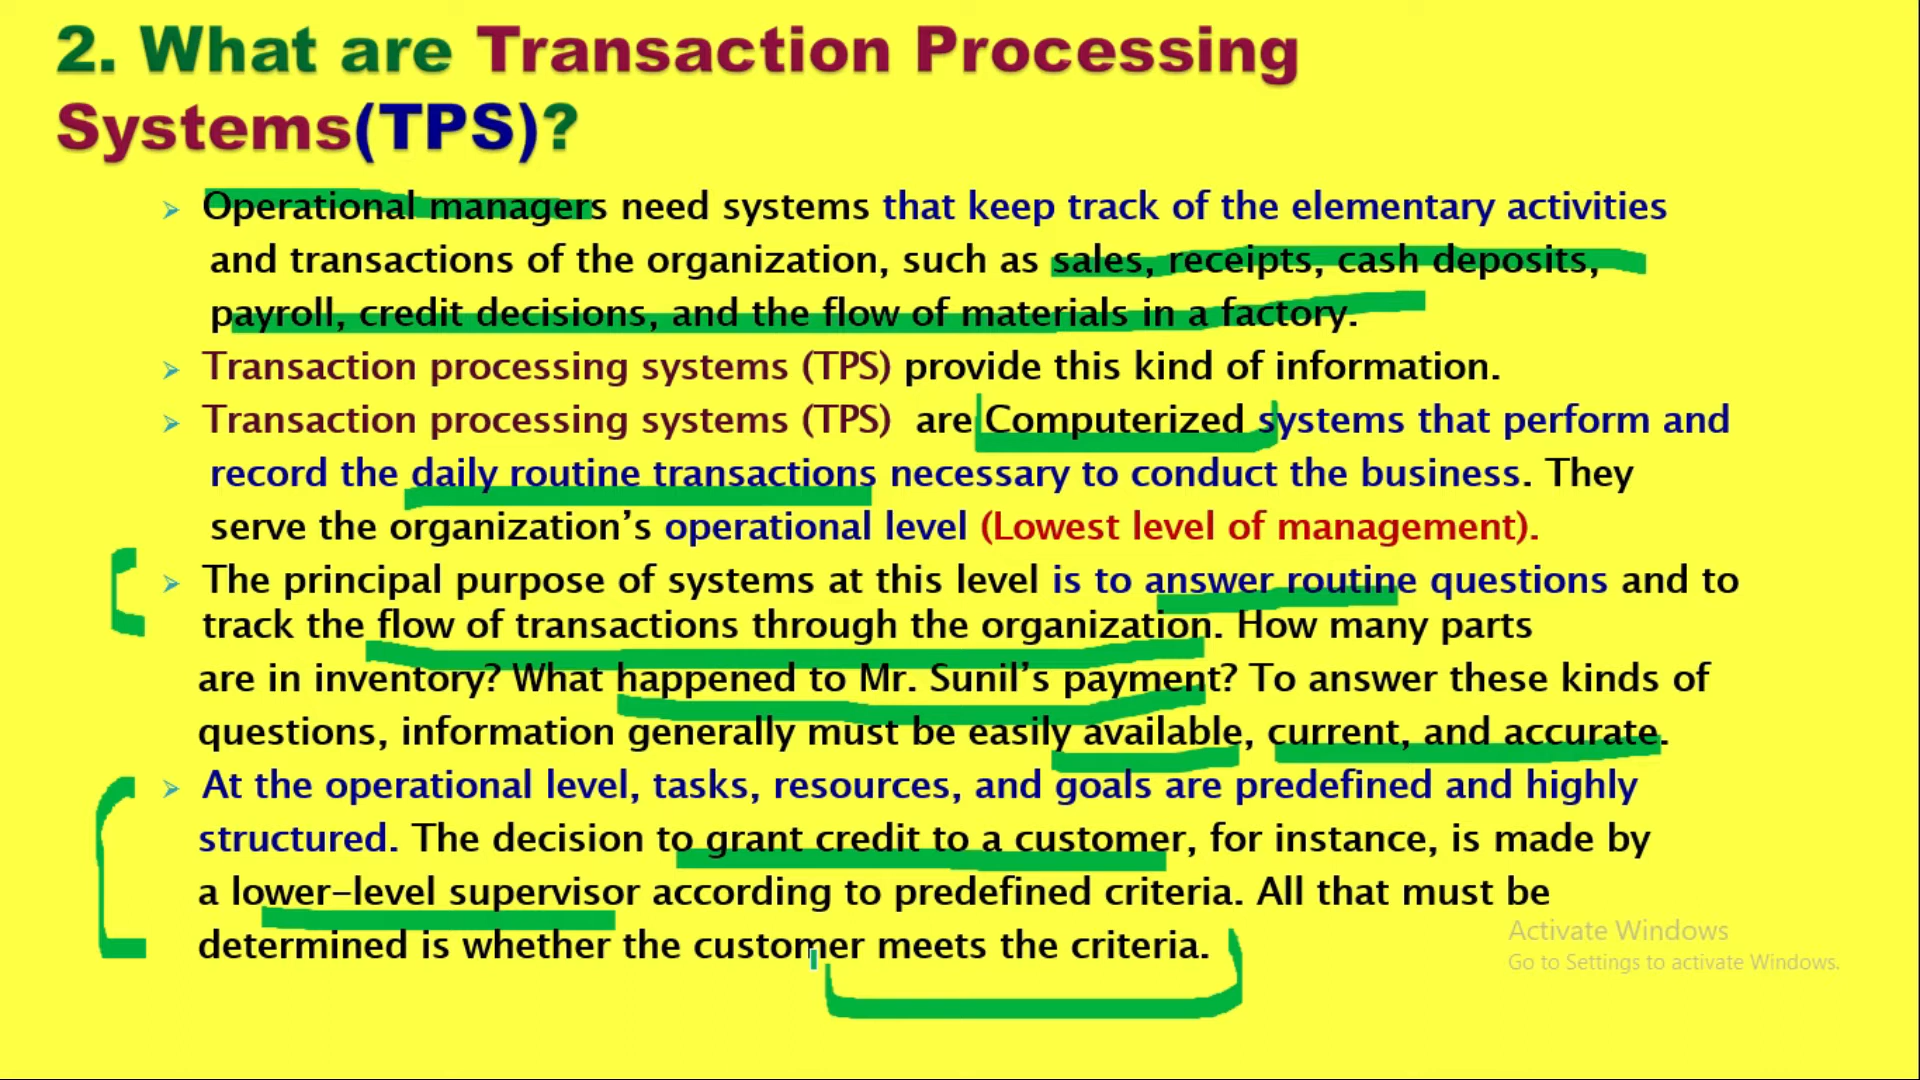 2. What are Transaction Processing
Systems(TPS)?
➢ Operational managers need systems that keep track of the elementary activities
and transactions of the organization, such as sales, receipts, cash deposits,
payroll, credit decisions, and the flow of materials in a factory.
➢ Transaction processing systems (TPS) provide this kind of information.
➢ Transaction processing systems (TPS) are Computerized systems that perform and
record the daily routine transactions necessary to conduct the business. They
serve the organization’s operational level (Lowest level of management).
➢ The principal purpose of systems at this level is to answer routine questions and to
track the flow of transactions through the organization. How many parts
are in inventory? What happened to Mr. Sunil’s payment? To answer these kinds of
questions, information generally must be easily available, current, and accurate.
➢ At the operational level, tasks, resources, and goals are predefined and highly
structured. The decision to grant credit to a customer, for instance, is made by
a lower-level supervisor according to predefined criteria. All that must be
determined is whether the customer meets the criteria.
Activate Windows
Go to Settings to activate Windows.